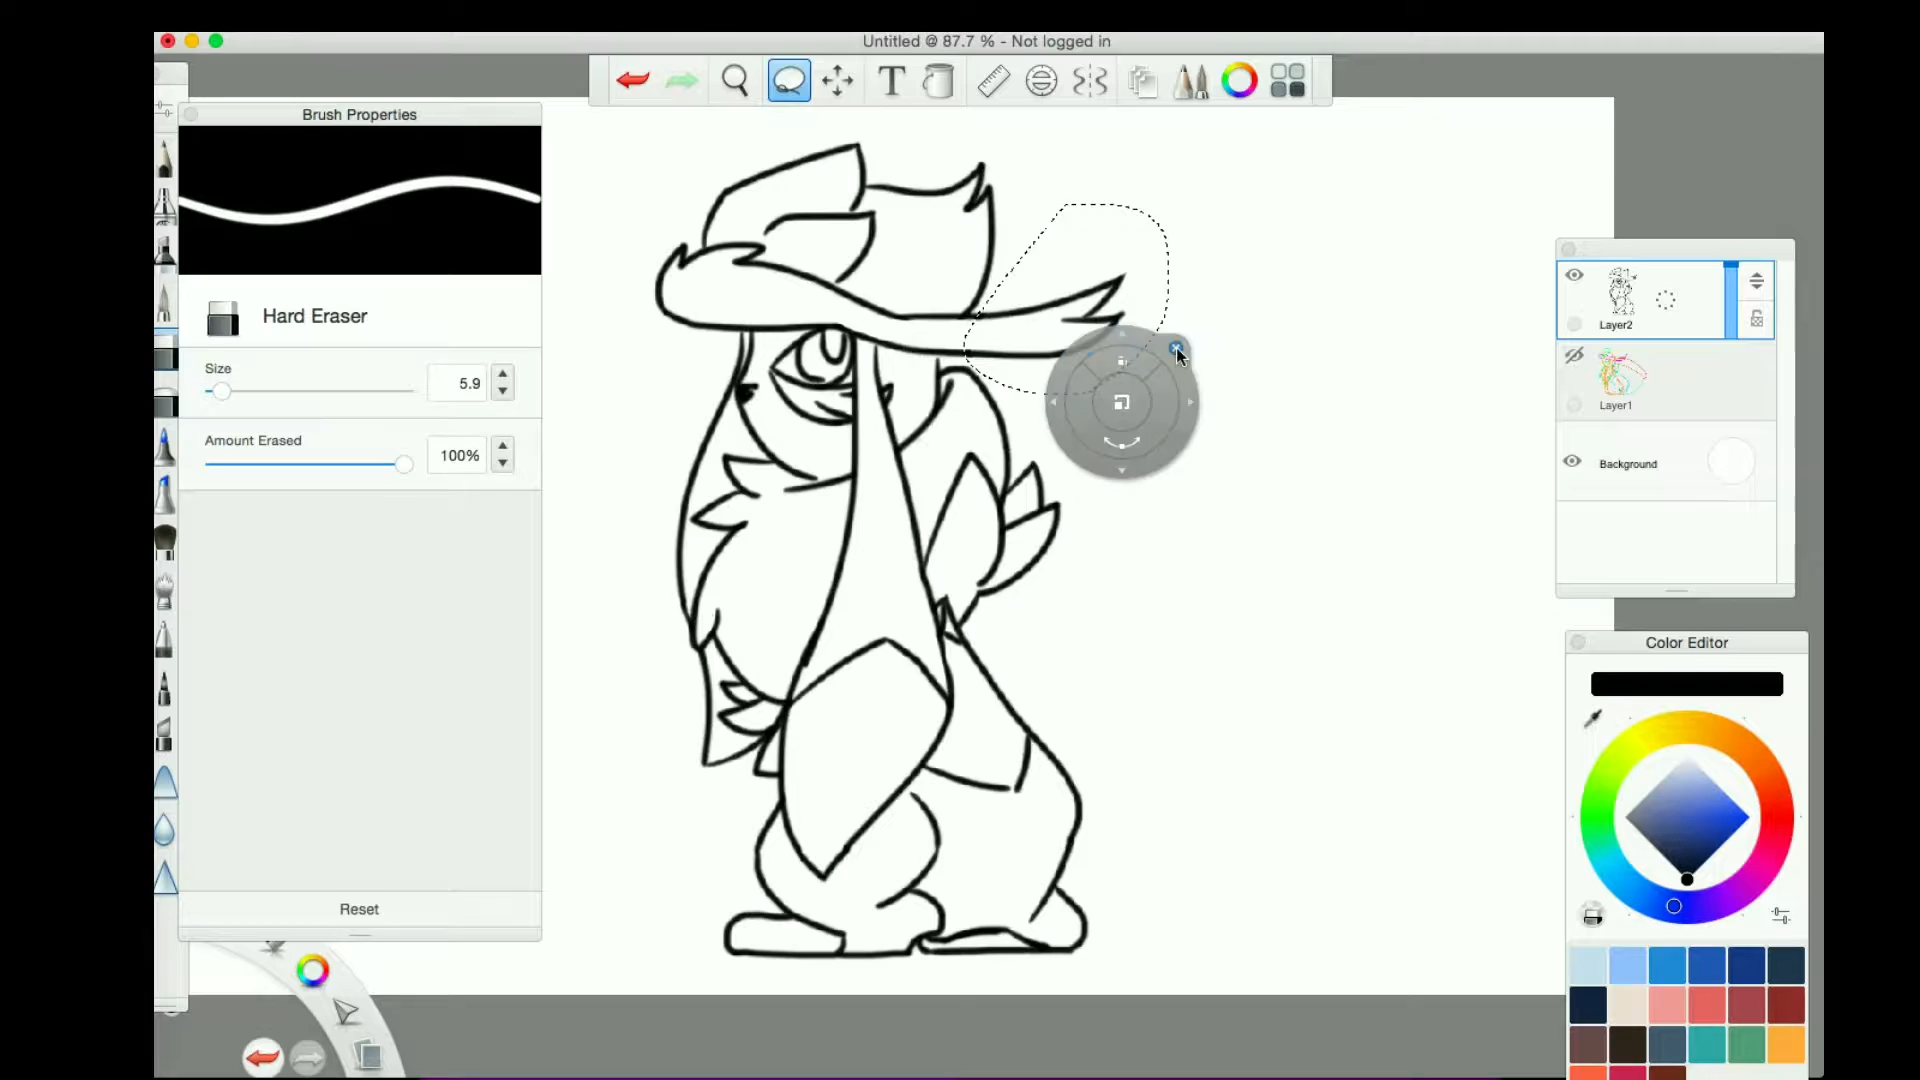 Untitled @ 87.7 % - Not logged in
Brush Properties
Hard Eraser
Size
5.9
Amount Erased
100%
Reset
Layer2
Layer1
Background
Color Editor